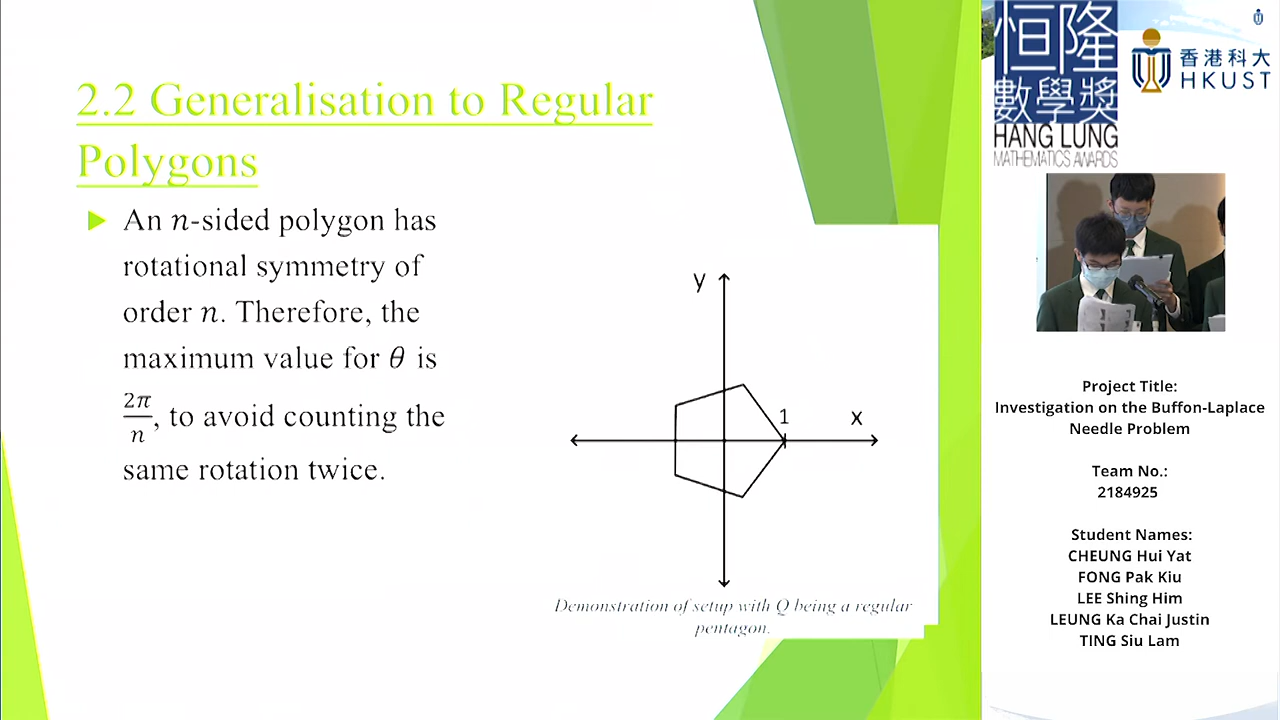 2.2 Generalisation to Regular
Polygons
An n-sided polygon has
rotational symmetry of
order n. Therefore, the
maximum value for θ is
2π/n, to avoid counting the
same rotation twice.
y
1
x
Demonstration of setup with Q being a regular
pentagon.
恒隆
數學獎
HANG LUNG
MATHEMATICS AWARDS
香港科大
HKUST
Project Title:
Investigation on the Buffon-Laplace
Needle Problem
Team No.:
2184925
Student Names:
CHEUNG Hui Yat
FONG Pak Kiu
LEE Shing Him
LEUNG Ka Chai Justin
TING Siu Lam